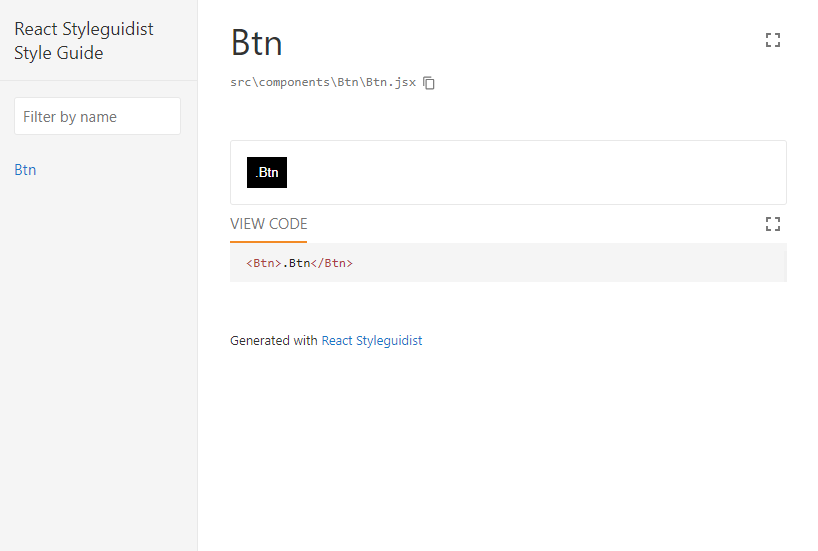 React Styleguidist
Style Guide
Filter by name
Btn
Btn
src\components\Btn\Btn.jsx
.Btn
VIEW CODE
<Btn>.Btn</Btn>
Generated with React Styleguidist